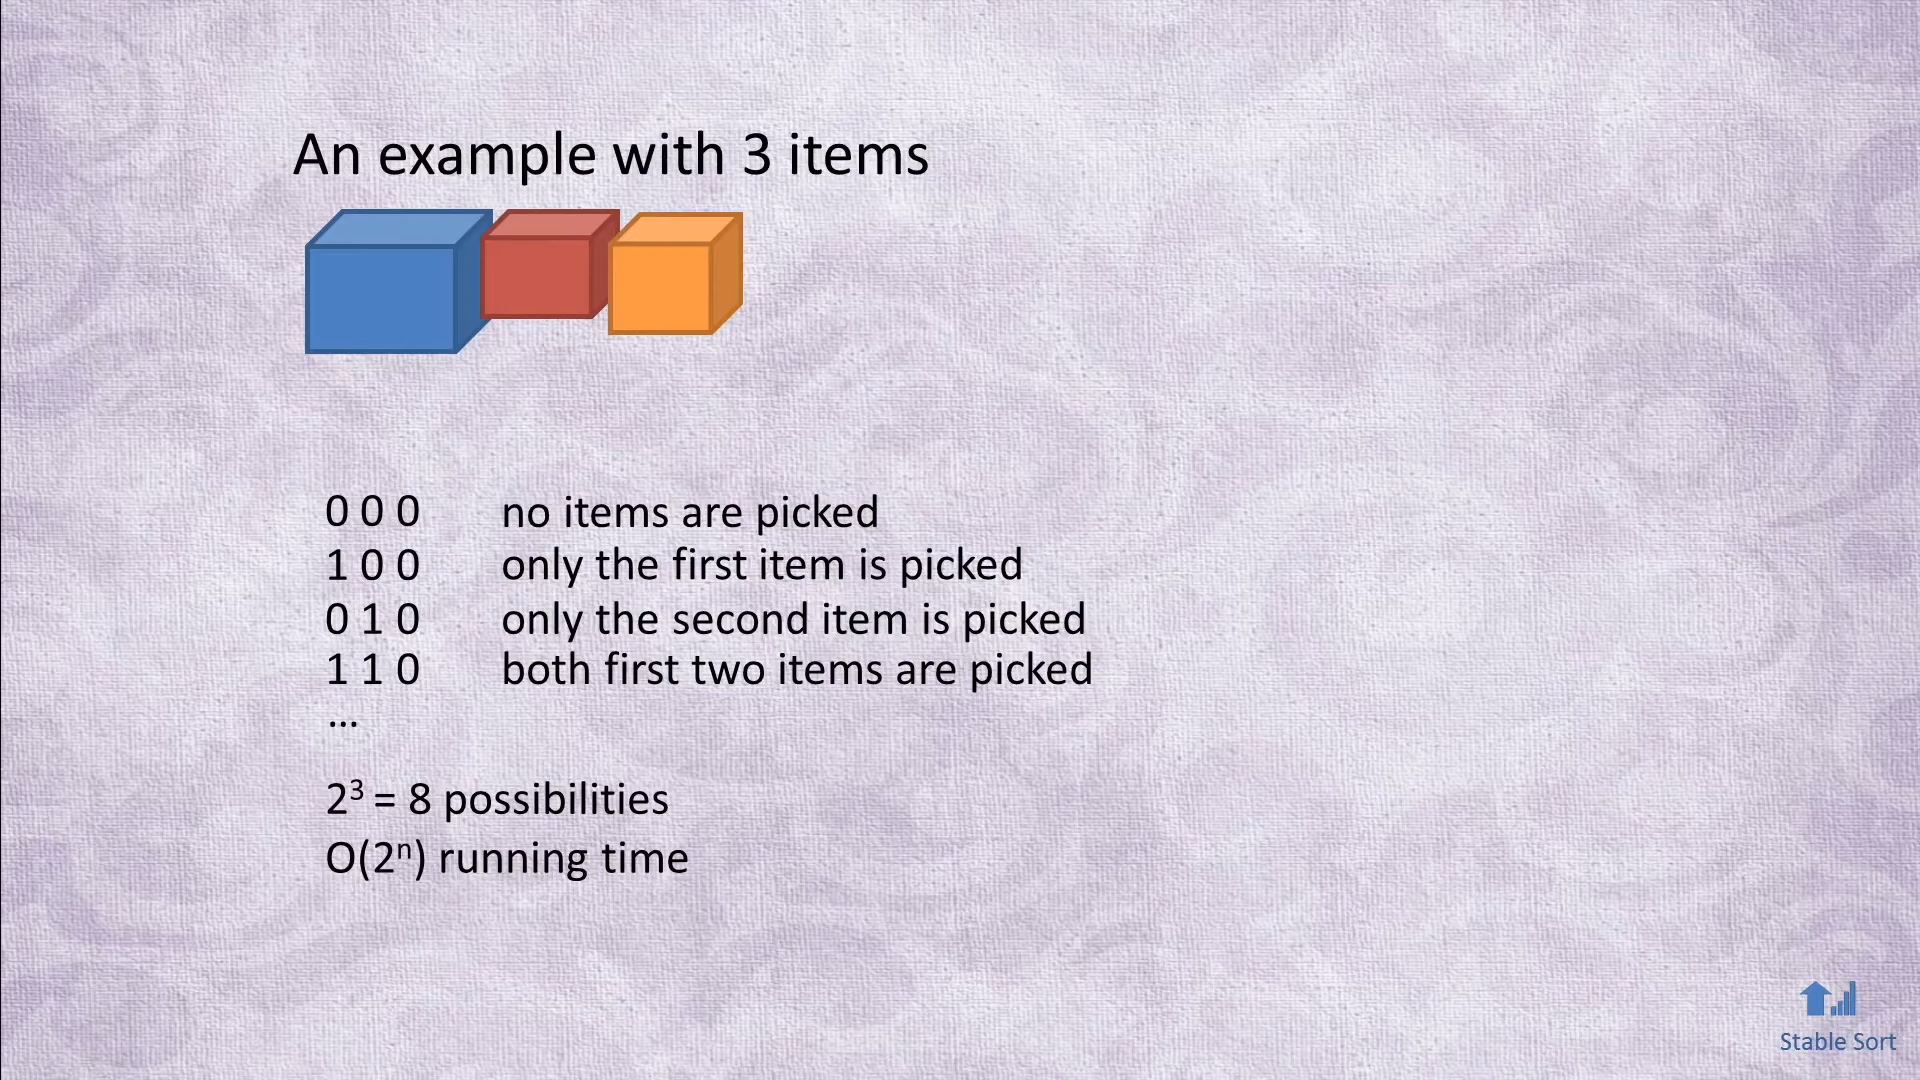 An example with 3 items
0 0 0 no items are picked
1 0 0 only the first item is picked
0 1 0 only the second item is picked
1 1 0 both first two items are picked
...
2³ = 8 possibilities
O(2ⁿ) running time
Stable Sort